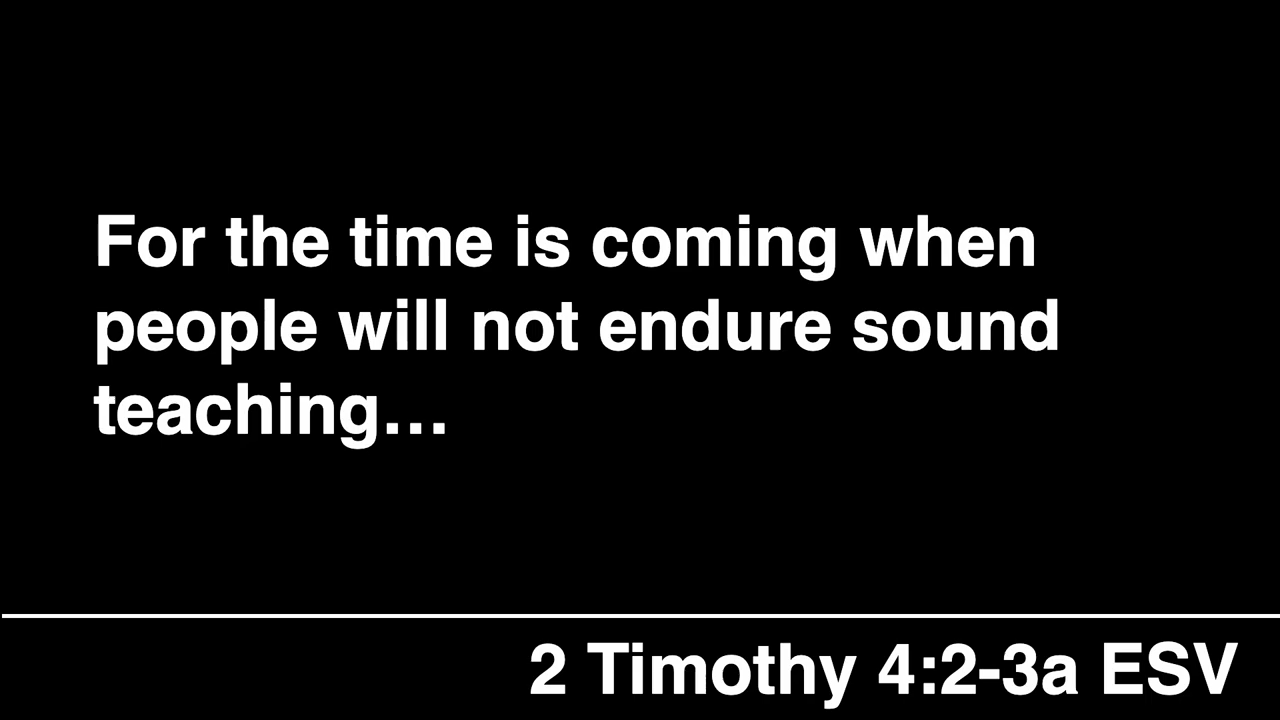 For the time is coming when
people will not endure sound
teaching…
2 Timothy 4:2-3a ESV